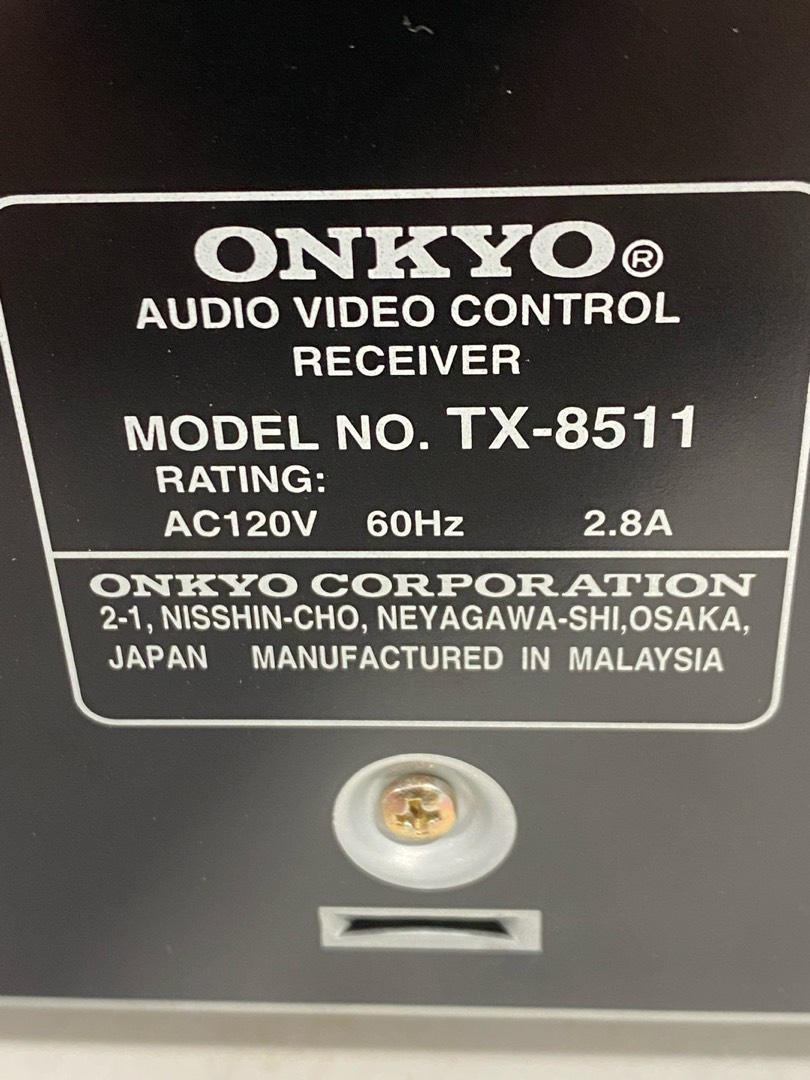 ONKYO®
AUDIO VIDEO CONTROL
RECEIVER
MODEL NO. TX-8511
RATING:
AC120V 60Hz 2.8A
ONKYO CORPORATION
2-1, NISSHIN-CHO, NEYAGAWA-SHI,OSAKA,
JAPAN MANUFACTURED IN MALAYSIA